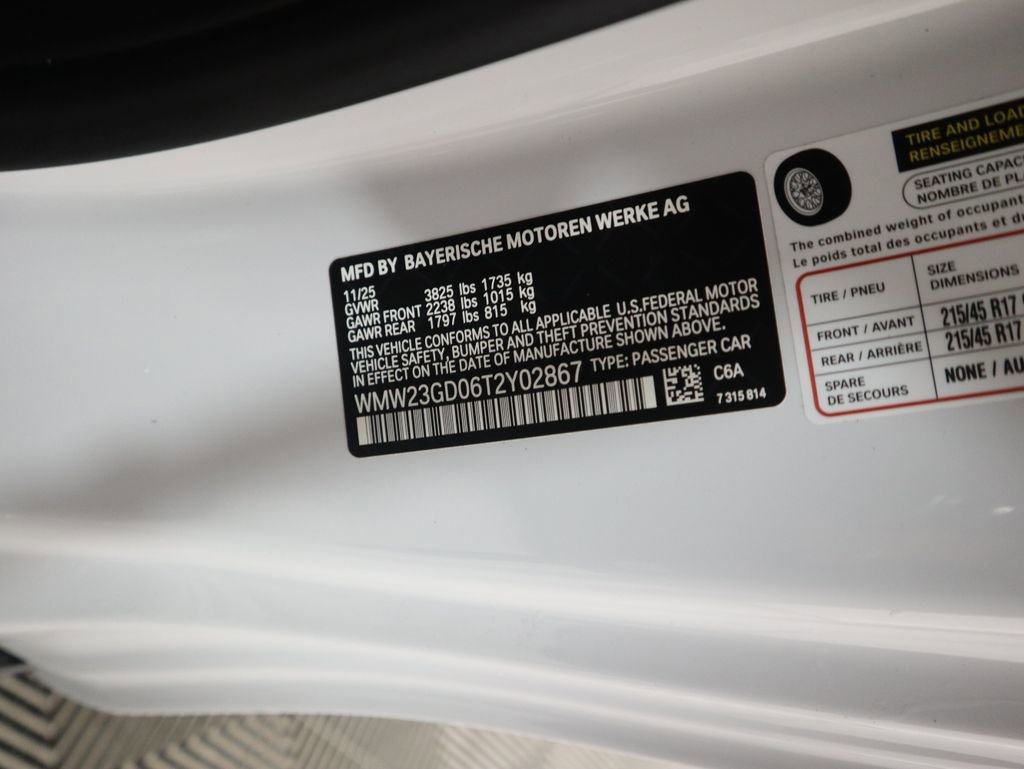 MFD BY BAYERISCHE MOTOREN WERKE AG
11/25
GVWR 3825 lbs 1735 kg
GAWR FRONT 2238 lbs 1015 kg
GAWR REAR 1797 lbs 815 kg
THIS VEHICLE CONFORMS TO ALL APPLICABLE U.S.FEDERAL MOTOR
VEHICLE SAFETY, BUMPER AND THEFT PREVENTION STANDARDS
IN EFFECT ON THE DATE OF MANUFACTURE SHOWN ABOVE.
WMW23GD06T2Y02867 TYPE: PASSENGER CAR
C6A
7 315 814
TIRE AND LOA
RENSEIGNEME
SEATING CAPAC
NOMBRE DE PLA
The combined weight of occupant
Le poids total des occupants et d
TIRE / PNEU
SIZE
DIMENSIONS
FRONT / AVANT 215/45 R17
REAR / ARRIÈRE 215/45 R17
SPARE
DE SECOURS
NONE / AU